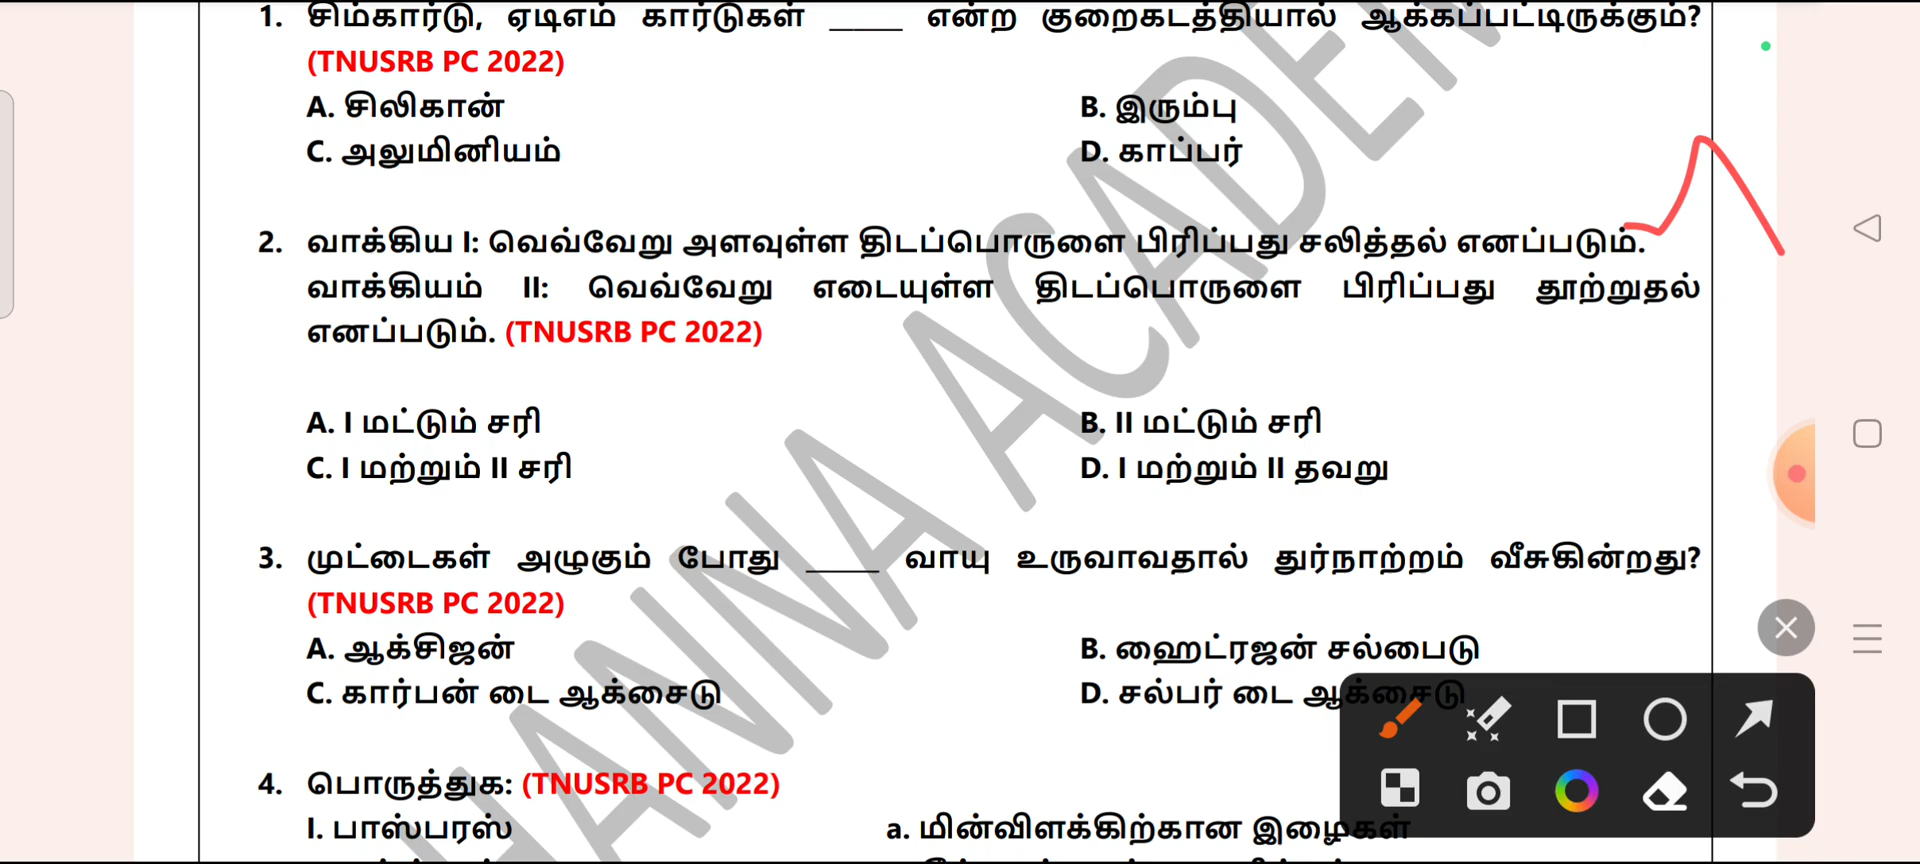 1. சிம்கார்டு, ஏடிஎம் கார்டுகள் _____ என்ற குறைகடத்தியால் ஆக்கப்பட்டிருக்கும்?
(TNUSRB PC 2022)
A. சிலிகான் B. இரும்பு
C. அலுமினியம் D. காப்பர்
2. வாக்கிய I: வெவ்வேறு அளவுள்ள திடப்பொருளை பிரிப்பது சலித்தல் எனப்படும்.
வாக்கியம் II: வெவ்வேறு எடையுள்ள திடப்பொருளை பிரிப்பது தூற்றுதல்
எனப்படும். (TNUSRB PC 2022)
A. I மட்டும் சரி B. II மட்டும் சரி
C. I மற்றும் II சரி D. I மற்றும் II தவறு
3. முட்டைகள் அழுகும் போது _____ வாயு உருவாவதால் துர்நாற்றம் வீசுகின்றது?
(TNUSRB PC 2022)
A. ஆக்சிஜன் B. ஹைட்ரஜன் சல்பைடு
C. கார்பன் டை ஆக்சைடு D. சல்பர் டை ஆக்சைடு
4. பொருத்துக: (TNUSRB PC 2022)
I. பாஸ்பரஸ் a. மின்விளக்கிற்கான இழைகள்
HANNA ACADEM